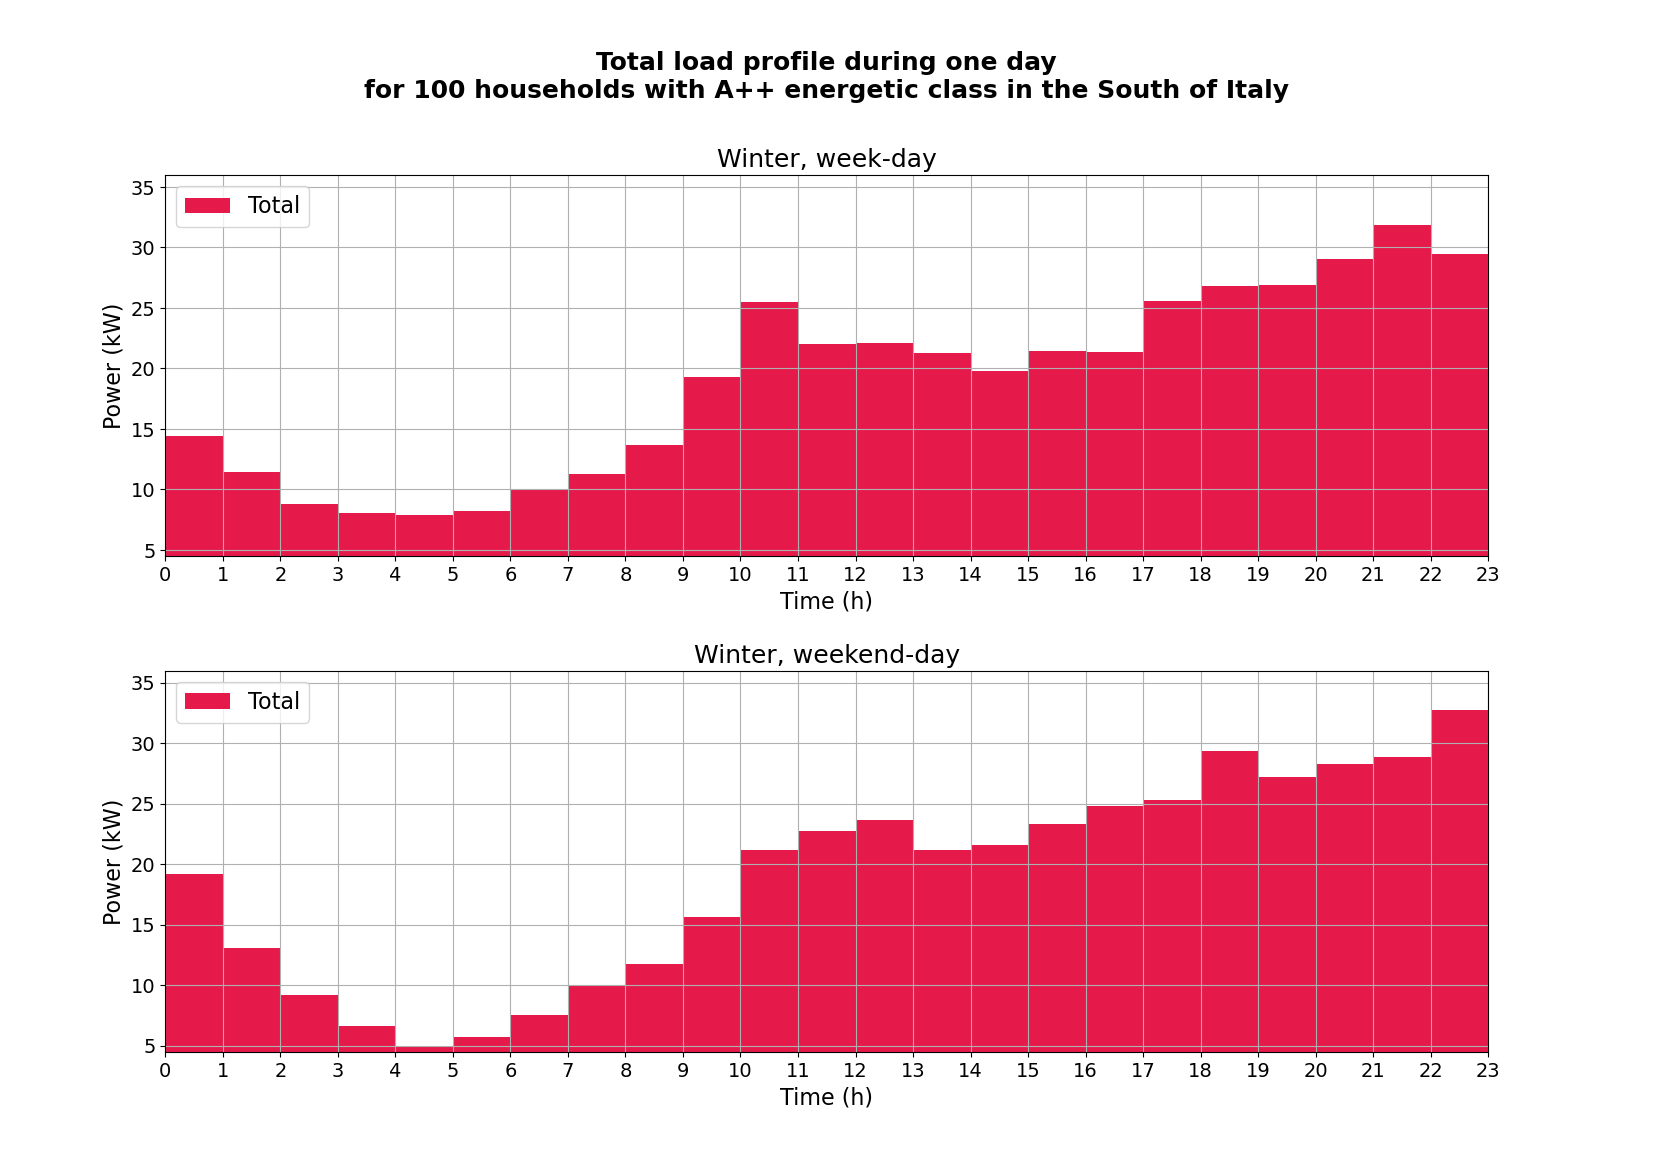 Total load profile during one day
for 100 households with A++ energetic class in the South of Italy
Winter, week-day
35
30
25
20
15
10
5
Power (kW)
Total
0 1 2 3 4 5 6 7 8 9 10 11 12 13 14 15 16 17 18 19 20 21 22 23
Time (h)
Winter, weekend-day
35
30
25
20
15
10
5
Power (kW)
Total
0 1 2 3 4 5 6 7 8 9 10 11 12 13 14 15 16 17 18 19 20 21 22 23
Time (h)